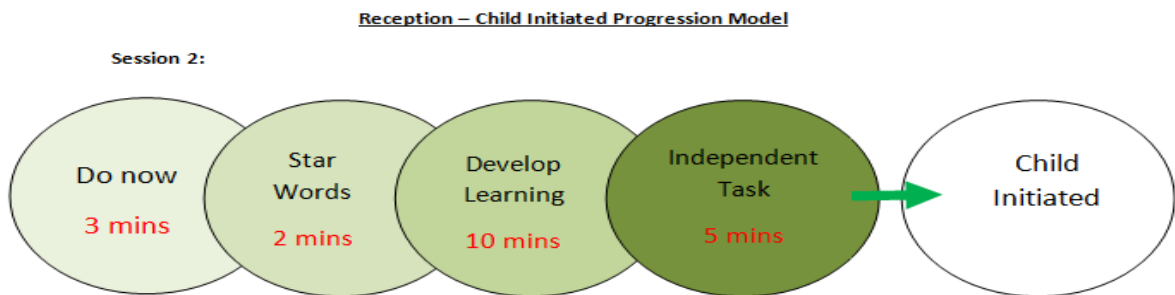 Reception – Child Initiated Progression Model
Session 2:
Do now
3 mins
Star
Words
2 mins
Develop
Learning
10 mins
Independent
Task
5 mins
Child
Initiated